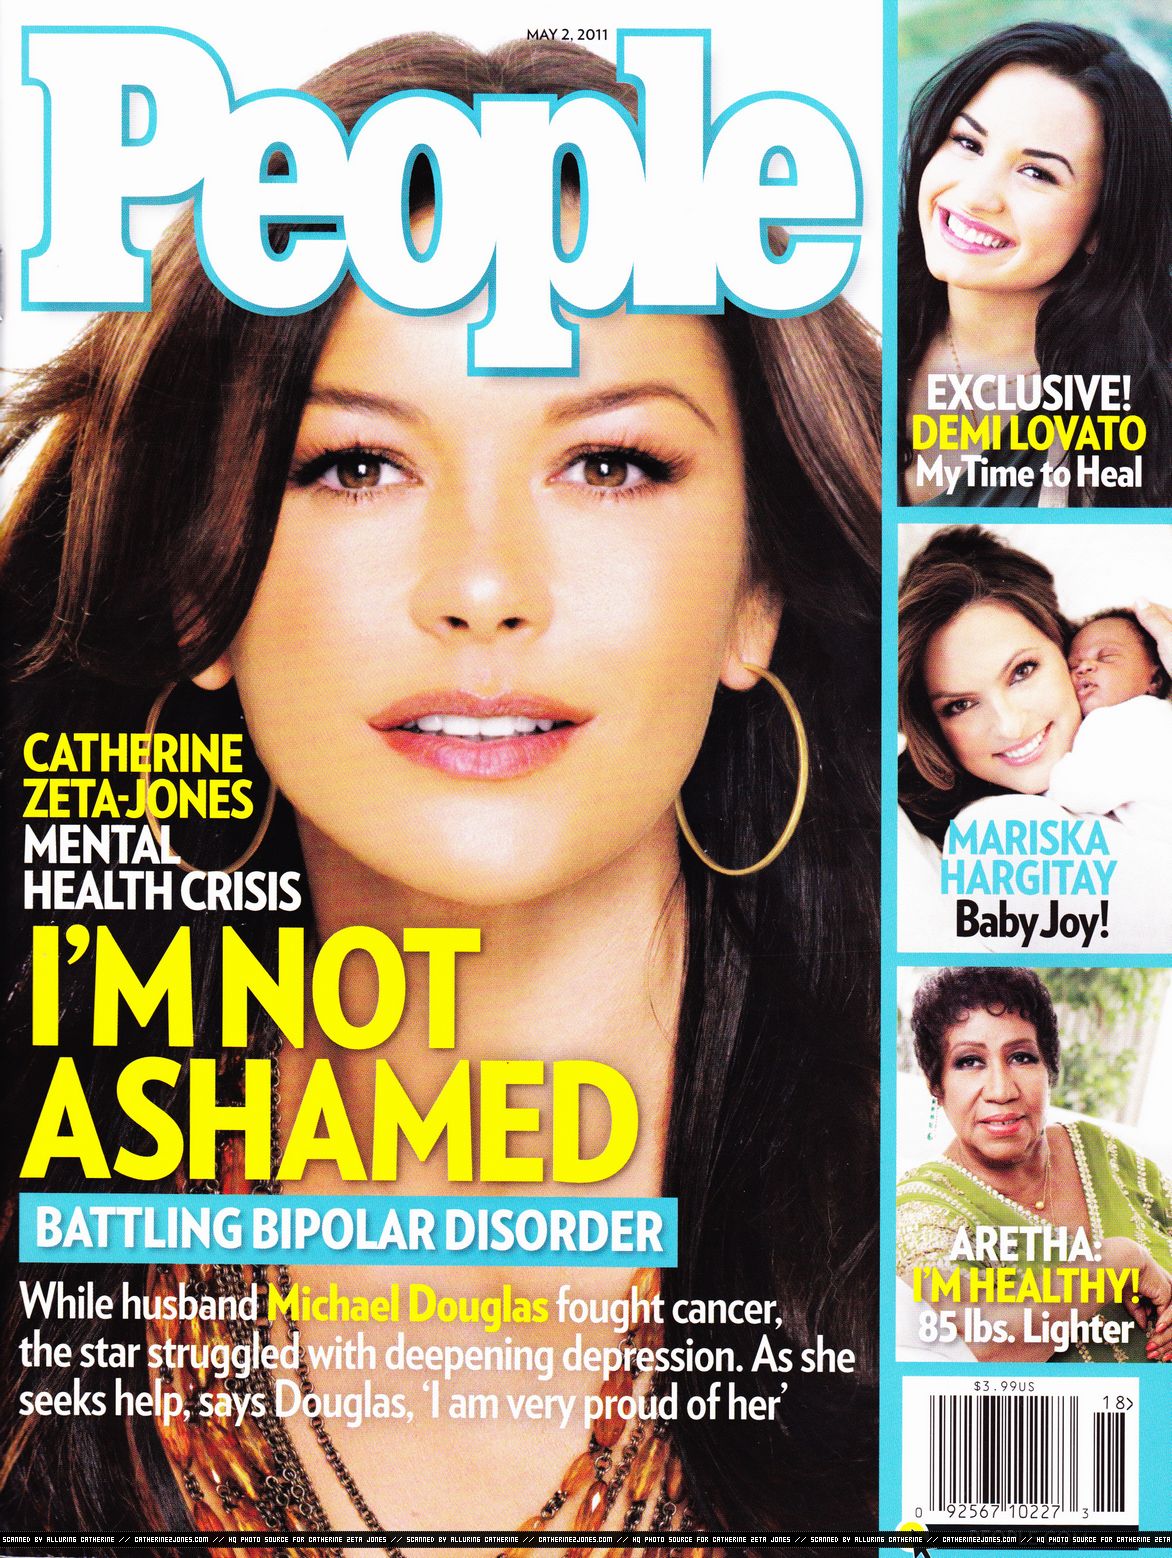 MAY 2, 2011
People
EXCLUSIVE!
DEMI LOVATO
My Time to Heal
MARISKA
HARGITAY
Baby Joy!
ARETHA:
I'M HEALTHY!
85 lbs. Lighter
CATHERINE
ZETA-JONES
MENTAL
HEALTH CRISIS
I'M NOT
ASHAMED
BATTLING BIPOLAR DISORDER
While husband Michael Douglas fought cancer,
the star struggled with deepening depression. As she
seeks help, says Douglas, 'I am very proud of her'
$3.99US
18>
0 92567 10227 3
SCANNED BY ALLURING CATHERINE // CATHERINEZJONES.COM // HQ PHOTO SOURCE FOR CATHERINE ZETA JONES // SCANNED BY ALLURING CATHERINE // CATHERINEZJONES.COM // HQ PHOTO SOURCE FOR CATHERINE ZETA JONES // SCANNED BY ALLURING CATHERINE // CATHERINEZJONES.COM // HQ PHOTO SOURCE FOR CATHERINE ZETA